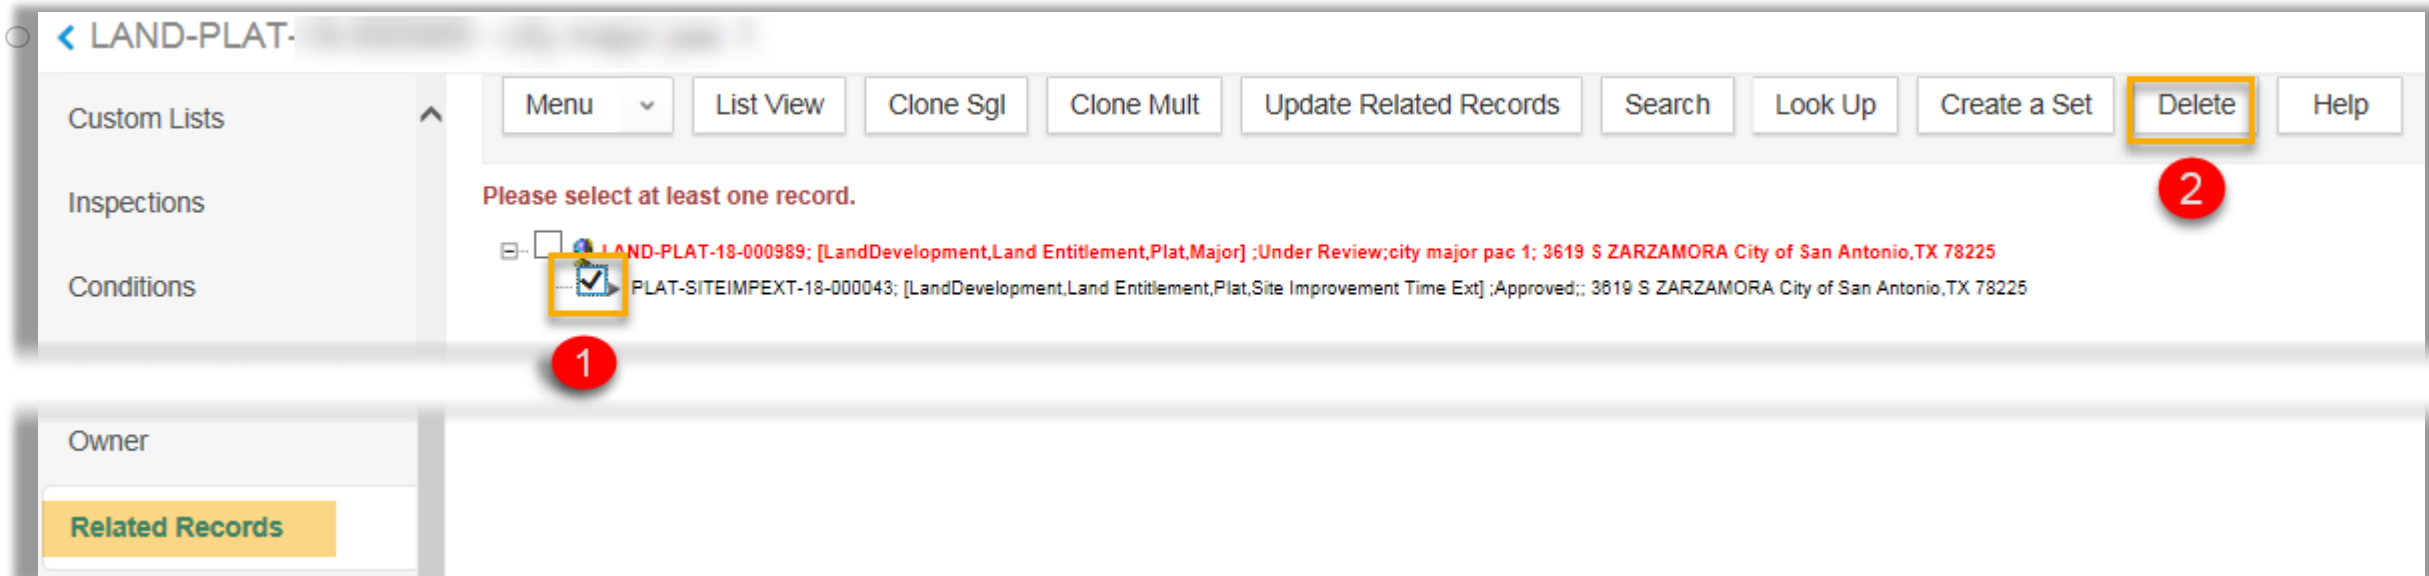 LAND-PLAT-
Custom Lists
Inspections
Conditions
Owner
Related Records
Menu List View Clone Sgl Clone Mult Update Related Records Search Look Up Create a Set Delete Help
2
Please select at least one record.
LAND-PLAT-18-000989; [LandDevelopment,Land Entitlement,Plat,Major] ;Under Review;city major pac 1; 3619 S ZARZAMORA City of San Antonio,TX 78225
PLAT-SITEIMPEXT-18-000043; [LandDevelopment,Land Entitlement,Plat,Site Improvement Time Ext] ;Approved;; 3619 S ZARZAMORA City of San Antonio,TX 78225
1